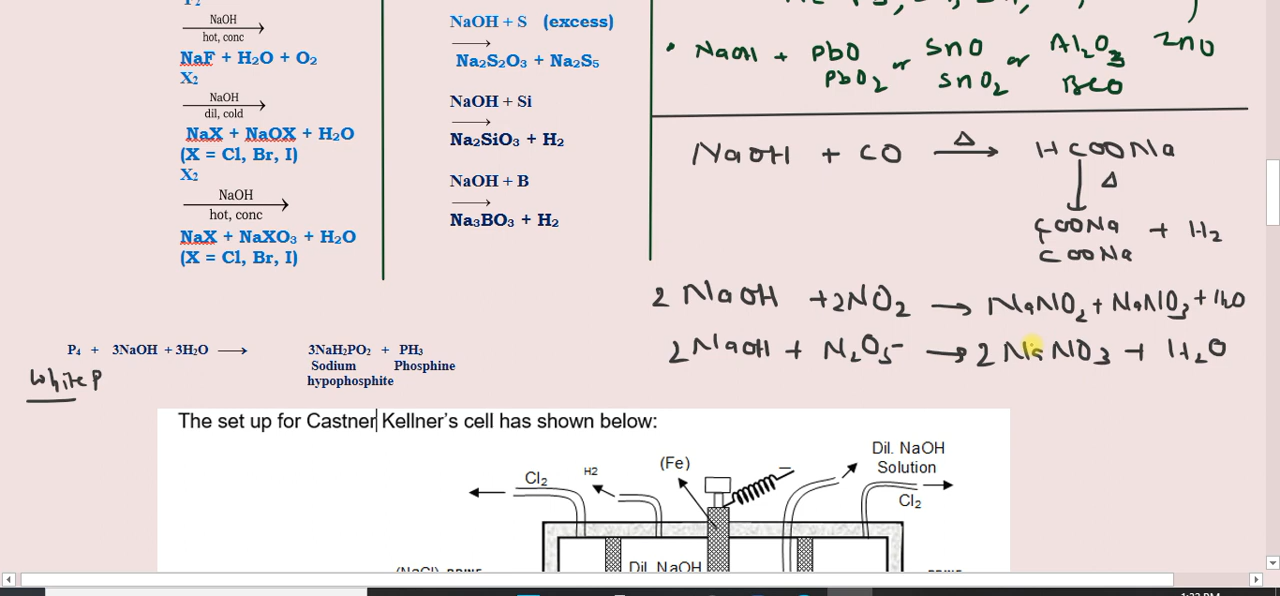 NaOH
hot, conc
NaF + H2O + O2
X2
NaOH
dil, cold
NaX + NaOX + H2O
(X = Cl, Br, I)
X2
NaOH
hot, conc
NaX + NaXO3 + H2O
(X = Cl, Br, I)
NaOH + S (excess)
⟶
Na2S2O3 + Na2S5
NaOH + Si
⟶
Na2SiO3 + H2
NaOH + B
⟶
Na3BO3 + H2
• NaOH + PbO or SnO or Al2O3 ZnO
PbO2 SnO2 BeO
NaOH + CO Δ⟶ HCOONa
↓ Δ
COONa + H2
COONa
2 NaOH + 2NO2 ⟶ NaNO2 + NaNO3 + H2O
2NaOH + N2O5 ⟶ 2 NaNO3 + H2O
P4 + 3NaOH + 3H2O ⟶ 3NaH2PO2 + PH3
Sodium Phosphine
hypophosphite
White P
The set up for Castner Kellner's cell has shown below:
Cl2
H2
(Fe)
Dil. NaOH
Solution
Cl2
Dil. NaOH